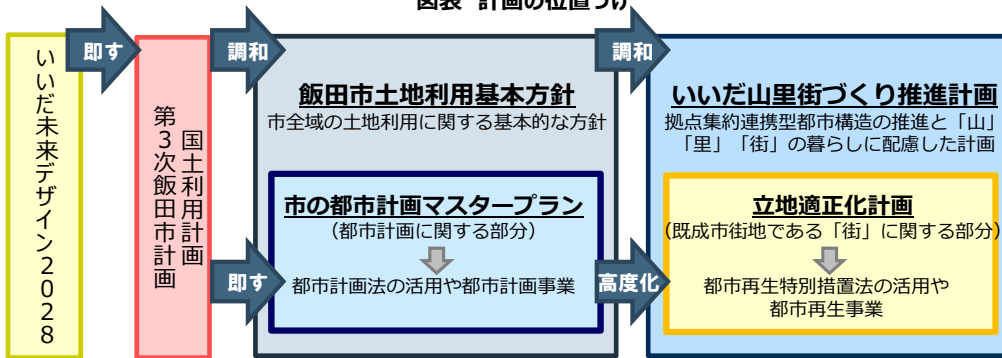 図表 計画の位置づけ
いいだ未来デザイン2028
即す
国土利用計画
第3次飯田市計画
調和
即す
飯田市土地利用基本方針
市全域の土地利用に関する基本的な方針
市の都市計画マスタープラン
（都市計画に関する部分）
都市計画法の活用や都市計画事業
調和
高度化
いいだ山里街づくり推進計画
拠点集約連携型都市構造の推進と「山」
「里」「街」の暮らしに配慮した計画
立地適正化計画
（既成市街地である「街」に関する部分）
都市再生特別措置法の活用や
都市再生事業